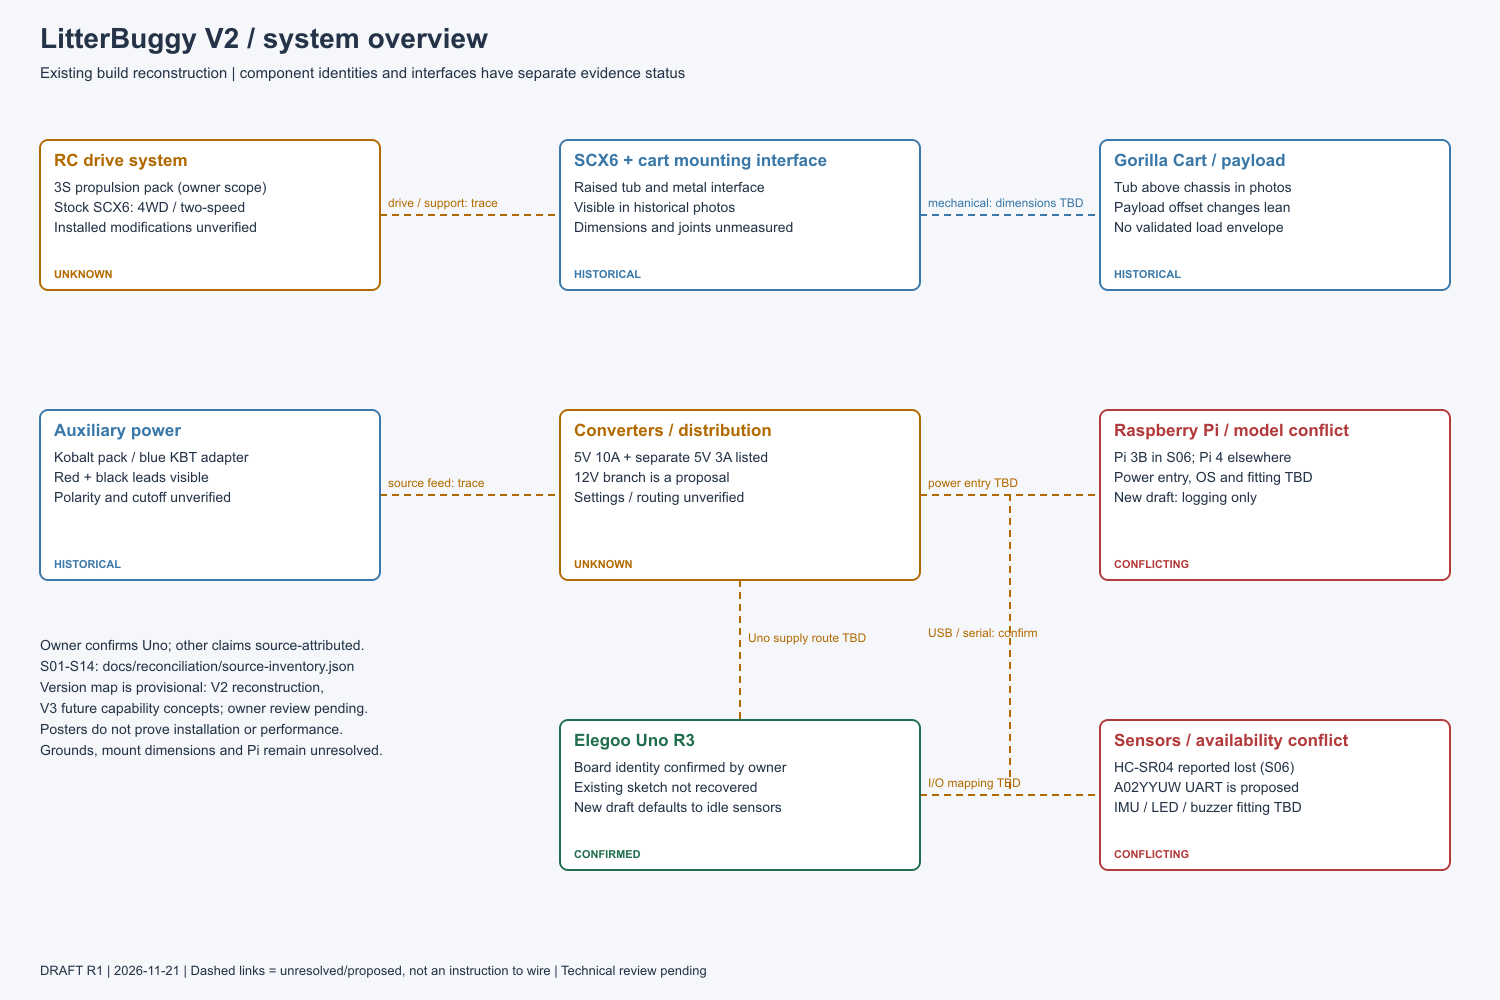 LitterBuggy V2 / system overview
Existing build reconstruction | component identities and interfaces have separate evidence status
RC drive system
3S propulsion pack (owner scope)
Stock SCX6: 4WD / two-speed
Installed modifications unverified
UNKNOWN
drive / support: trace
SCX6 + cart mounting interface
Raised tub and metal interface
Visible in historical photos
Dimensions and joints unmeasured
HISTORICAL
mechanical: dimensions TBD
Gorilla Cart / payload
Tub above chassis in photos
Payload offset changes lean
No validated load envelope
HISTORICAL
Auxiliary power
Kobalt pack / blue KBT adapter
Red + black leads visible
Polarity and cutoff unverified
HISTORICAL
source feed: trace
Converters / distribution
5V 10A + separate 5V 3A listed
12V branch is a proposal
Settings / routing unverified
UNKNOWN
power entry TBD
Raspberry Pi / model conflict
Pi 3B in S06; Pi 4 elsewhere
Power entry, OS and fitting TBD
New draft: logging only
CONFLICTING
Uno supply route TBD
USB / serial: confirm
Owner confirms Uno; other claims source-attributed.
S01-S14: docs/reconciliation/source-inventory.json
Version map is provisional: V2 reconstruction,
V3 future capability concepts; owner review pending.
Posters do not prove installation or performance.
Grounds, mount dimensions and Pi remain unresolved.
Elegoo Uno R3
Board identity confirmed by owner
Existing sketch not recovered
New draft defaults to idle sensors
CONFIRMED
I/O mapping TBD
Sensors / availability conflict
HC-SR04 reported lost (S06)
A02YYUW UART is proposed
IMU / LED / buzzer fitting TBD
CONFLICTING
DRAFT R1 | 2026-11-21 | Dashed links = unresolved/proposed, not an instruction to wire | Technical review pending